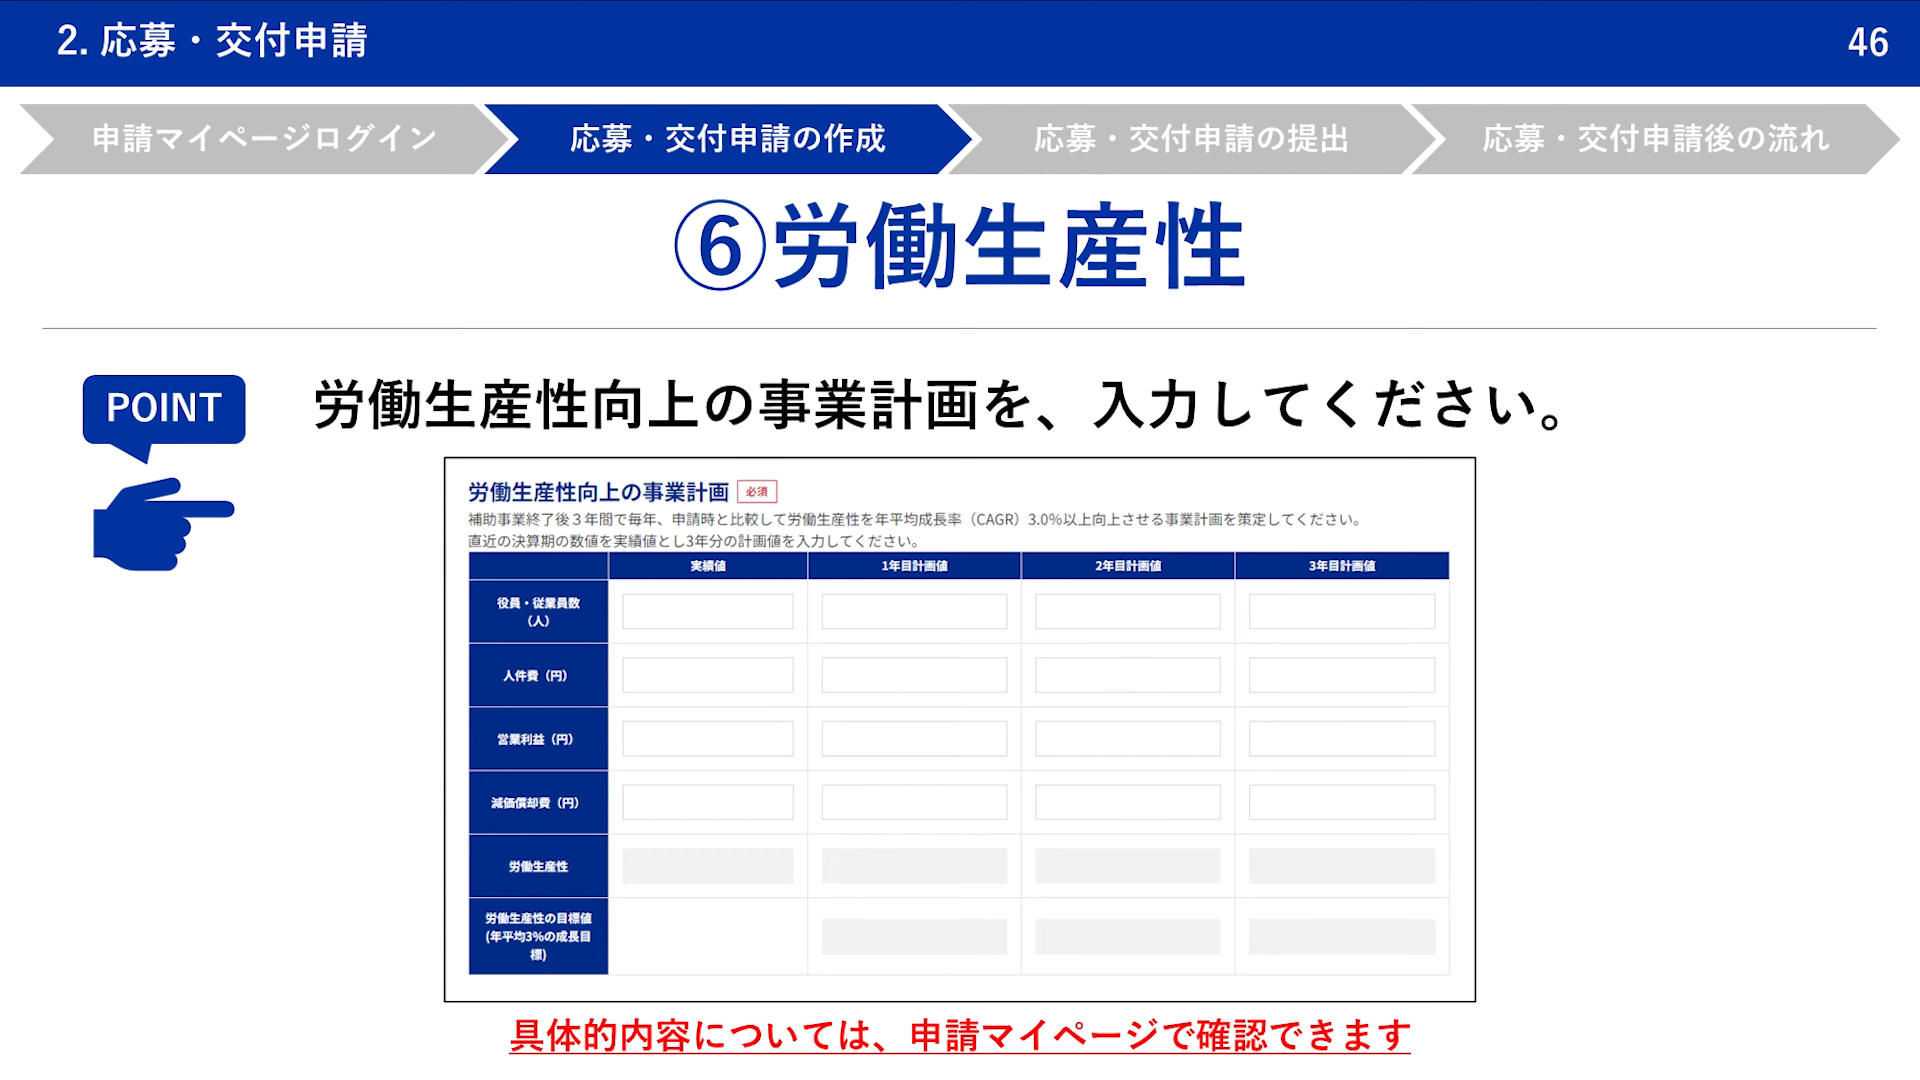 2. 応募・交付申請
46
申請マイページログイン
応募・交付申請の作成
応募・交付申請の提出
応募・交付申請後の流れ
⑥労働生産性
POINT
労働生産性向上の事業計画を、入力してください。
労働生産性向上の事業計画 必須
補助事業終了後３年間で毎年、申請時と比較して労働生産性を年平均成長率（CAGR）3.0%以上向上させる事業計画を策定してください。
直近の決算期の数値を実績値とし3年分の計画値を入力してください。
実績値 1年目計画値 2年目計画値 3年目計画値
役員・従業員数
（人）
人件費（円）
営業利益（円）
減価償却費（円）
労働生産性
労働生産性の目標値
(年平均3%の成長目
標)
具体的内容については、申請マイページで確認できます